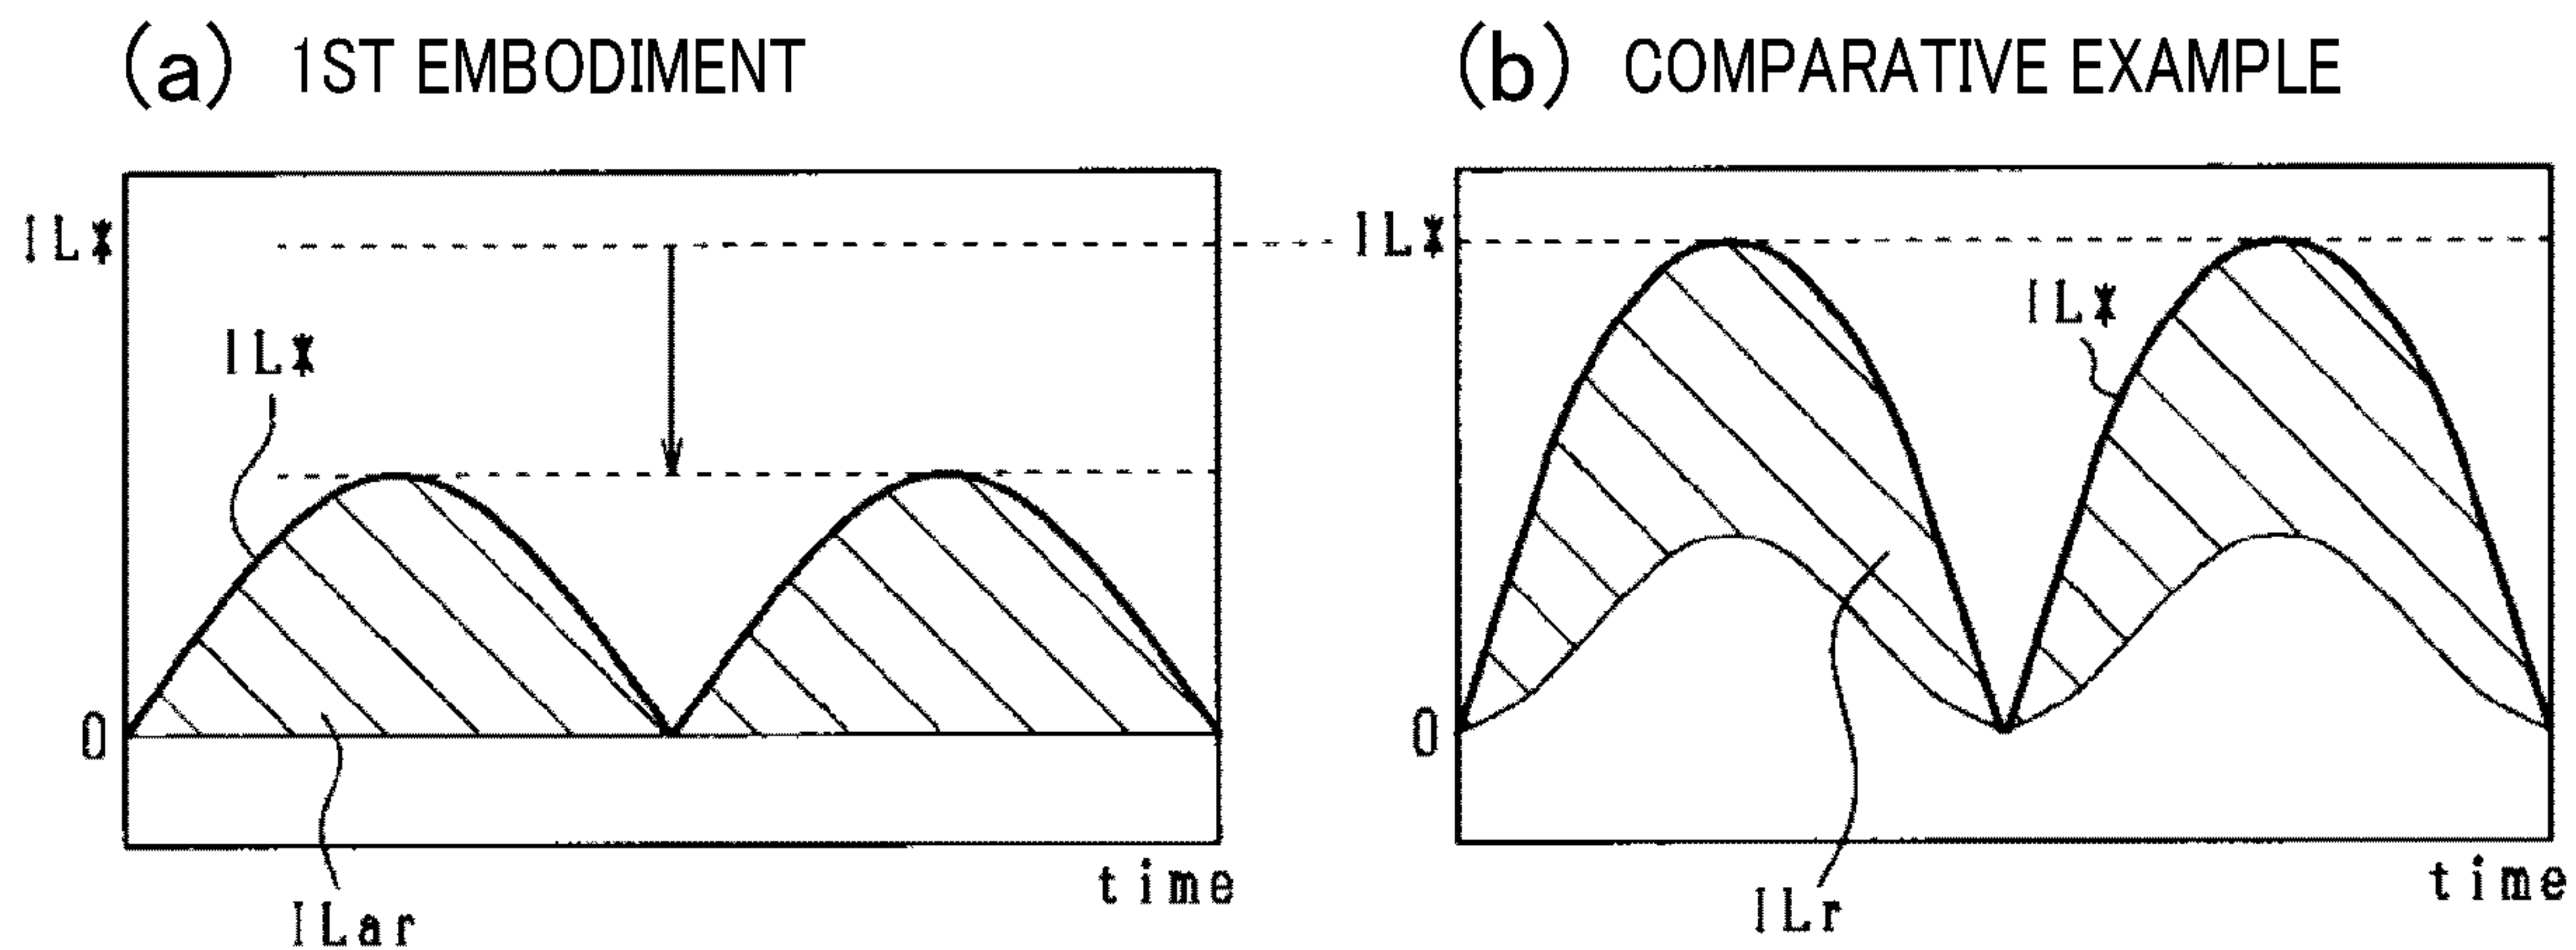 (a) 1ST EMBODIMENT
IL*
IL*
0
time
ILar
(b) COMPARATIVE EXAMPLE
IL*
IL*
0
time
ILr